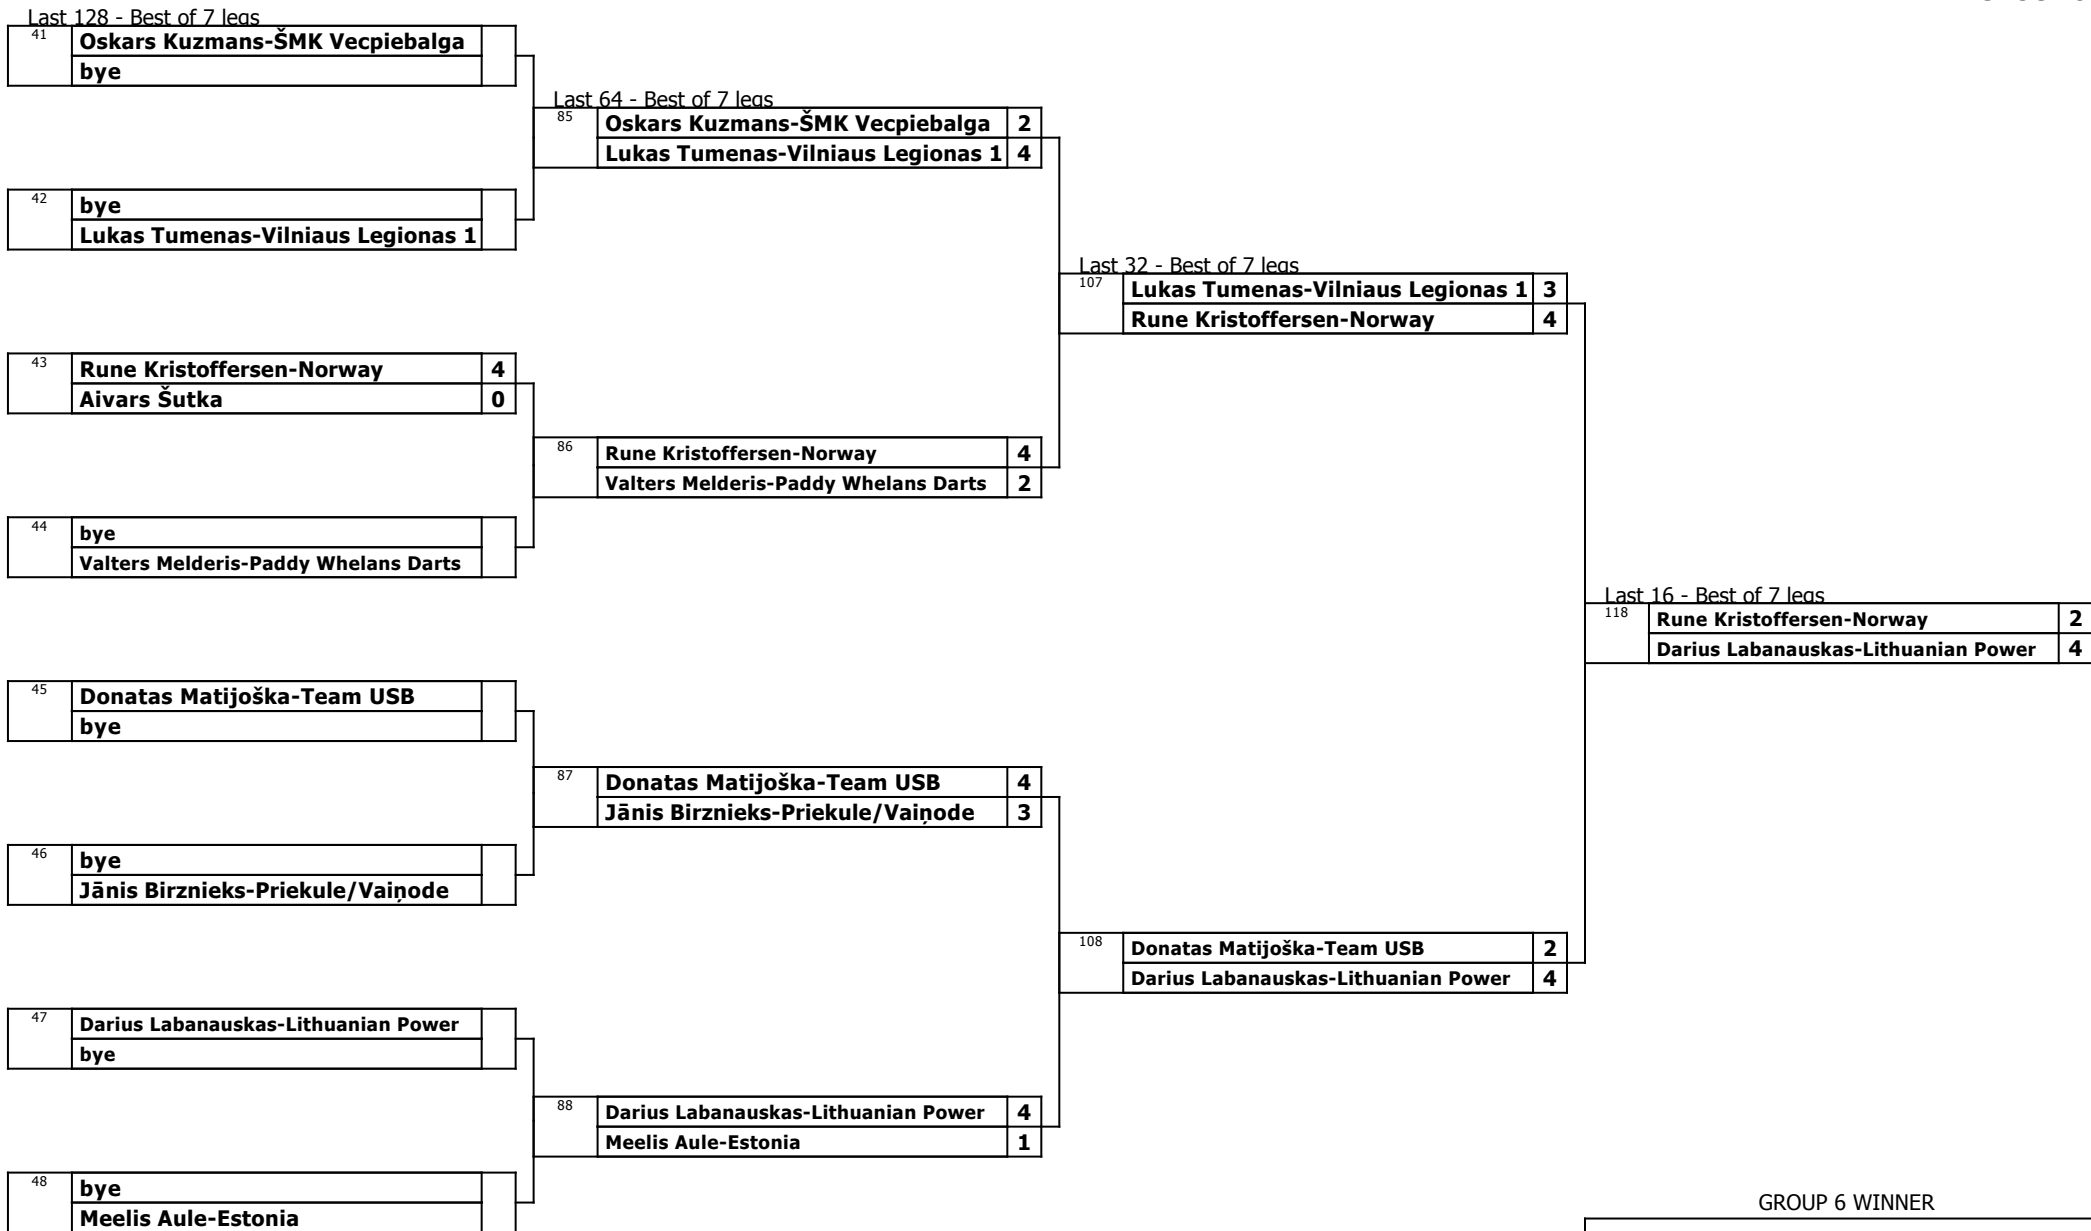 Last 128 - Best of 7 legs
41
Oskars Kuzmans-ŠMK Vecpiebalga
bye
42
bye
Lukas Tumenas-Vilniaus Legionas 1
43
Rune Kristoffersen-Norway 4
Aivars Šutka 0
44
bye
Valters Melderis-Paddy Whelans Darts
45
Donatas Matijoška-Team USB
bye
46
bye
Jānis Birznieks-Priekule/Vaiņode
47
Darius Labanauskas-Lithuanian Power
bye
48
bye
Meelis Aule-Estonia
Last 64 - Best of 7 legs
85
Oskars Kuzmans-ŠMK Vecpiebalga 2
Lukas Tumenas-Vilniaus Legionas 1 4
86
Rune Kristoffersen-Norway 4
Valters Melderis-Paddy Whelans Darts 2
87
Donatas Matijoška-Team USB 4
Jānis Birznieks-Priekule/Vaiņode 3
88
Darius Labanauskas-Lithuanian Power 4
Meelis Aule-Estonia 1
Last 32 - Best of 7 legs
107
Lukas Tumenas-Vilniaus Legionas 1 3
Rune Kristoffersen-Norway 4
108
Donatas Matijoška-Team USB 2
Darius Labanauskas-Lithuanian Power 4
Last 16 - Best of 7 legs
118
Rune Kristoffersen-Norway 2
Darius Labanauskas-Lithuanian Power 4
GROUP 6 WINNER